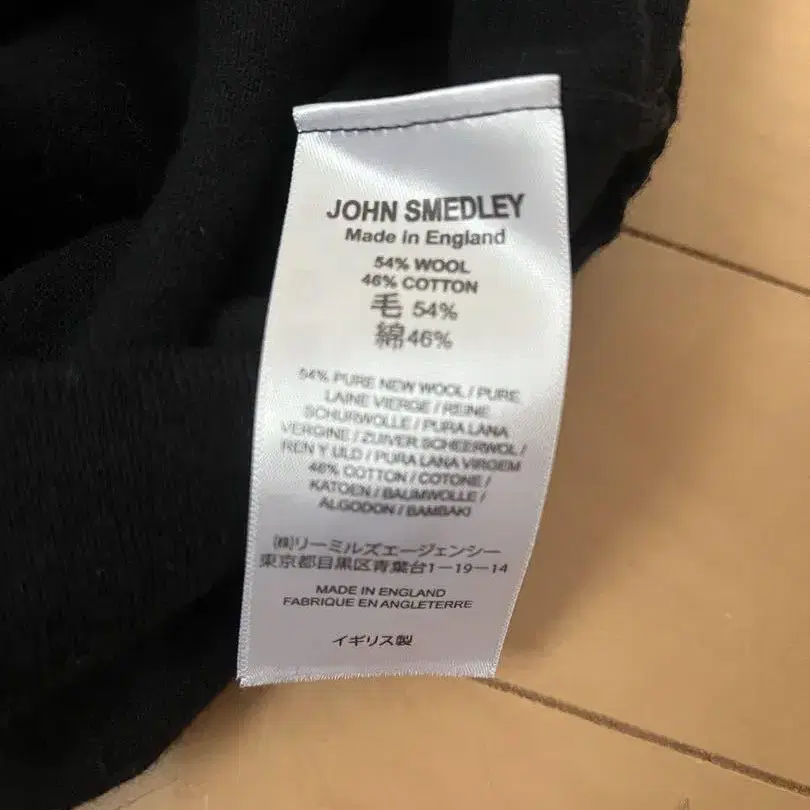 JOHN SMEDLEY
Made in England
54% WOOL
46% COTTON
毛 54%
綿46%
54% PURE NEW WOOL / PURE
LAINE VIERGE / REINE
SCHURWOLLE / PURA LANA
VERGINE / ZUIVER SCHEERWOL /
REN Y ULD / PURA LANA VIRGEM
46% COTTON / COTONE /
KATOEN / BAUMWOLLE /
ALGODON / BAMBAKI
㈱リーミルズエージェンシー
東京都目黒区青葉台1-19-14
MADE IN ENGLAND
FABRIQUE EN ANGLETERRE
イギリス製